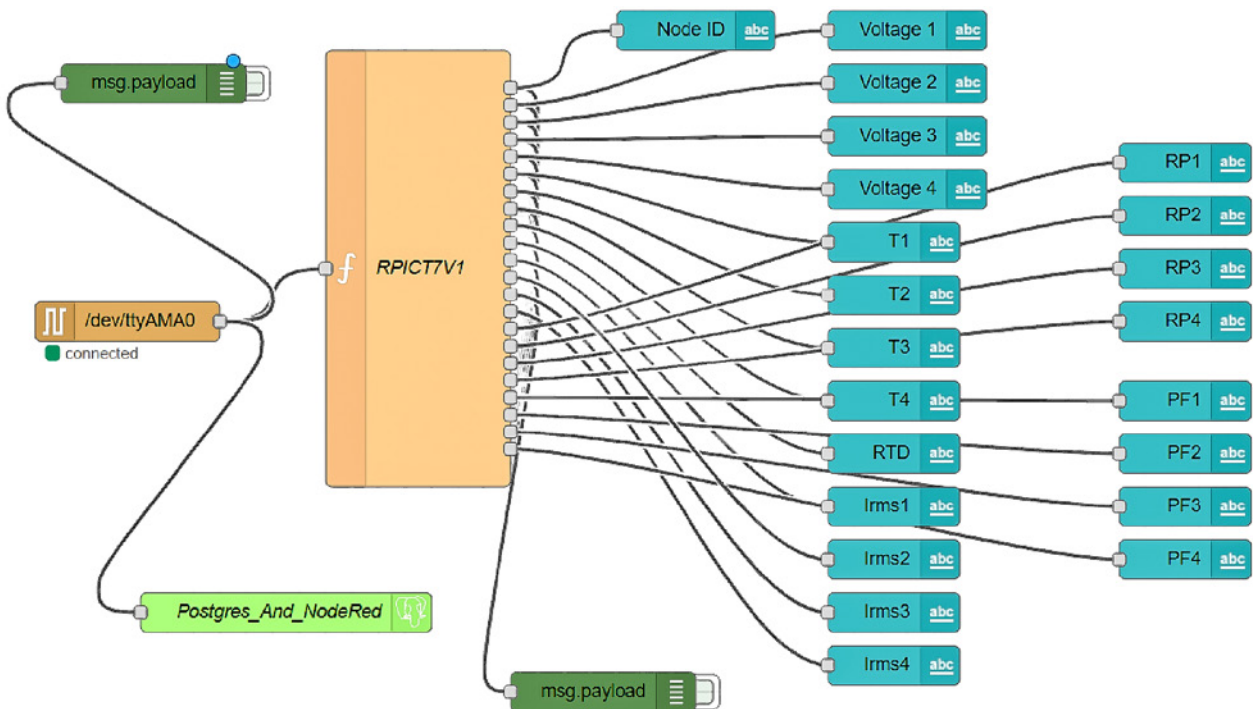 Node ID
abc
Voltage 1
abc
msg.payload
Voltage 2
abc
Voltage 3
abc
Voltage 4
abc
RP1
abc
RP2
abc
T1
abc
RPICT7V1
RP3
abc
T2
abc
/dev/ttyAMA0
connected
RP4
abc
T3
abc
T4
abc
PF1
abc
RTD
abc
PF2
abc
Irms1
abc
PF3
abc
Irms2
abc
PF4
abc
Postgres_And_NodeRed
Irms3
abc
Irms4
abc
msg.payload